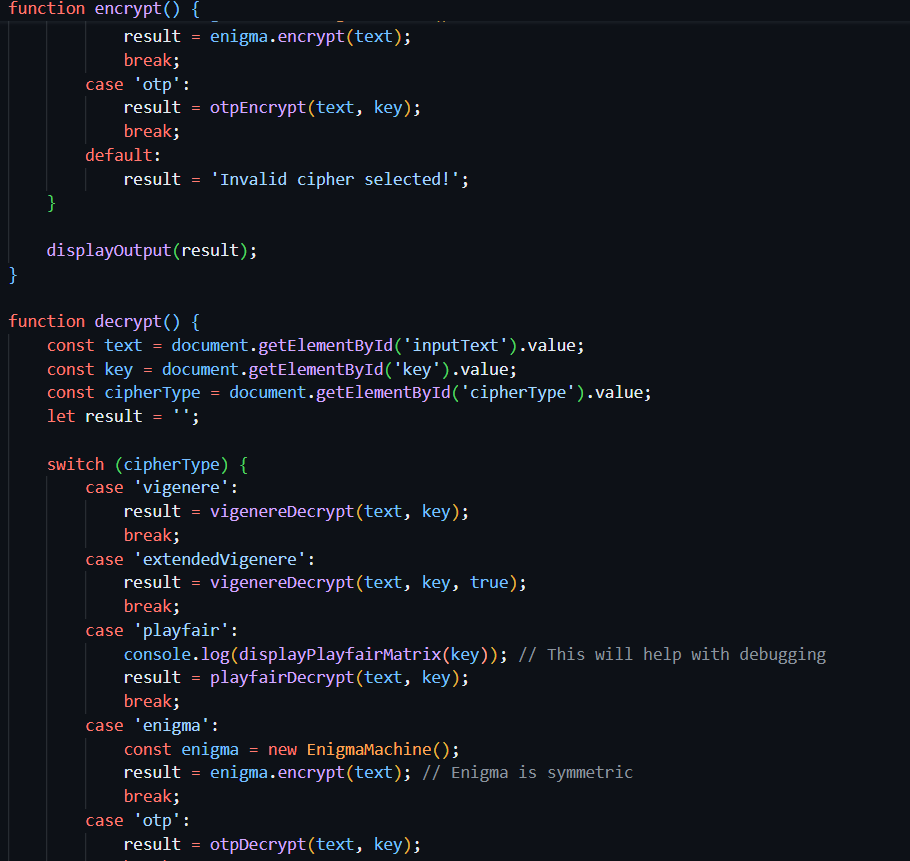 function encrypt() {
result = enigma.encrypt(text);
break;
case 'otp':
result = otpEncrypt(text, key);
break;
default:
result = 'Invalid cipher selected!';
}
displayOutput(result);
}
function decrypt() {
const text = document.getElementById('inputText').value;
const key = document.getElementById('key').value;
const cipherType = document.getElementById('cipherType').value;
let result = '';
switch (cipherType) {
case 'vigenere':
result = vigenereDecrypt(text, key);
break;
case 'extendedVigenere':
result = vigenereDecrypt(text, key, true);
break;
case 'playfair':
console.log(displayPlayfairMatrix(key)); // This will help with debugging
result = playfairDecrypt(text, key);
break;
case 'enigma':
const enigma = new EnigmaMachine();
result = enigma.encrypt(text); // Enigma is symmetric
break;
case 'otp':
result = otpDecrypt(text, key);